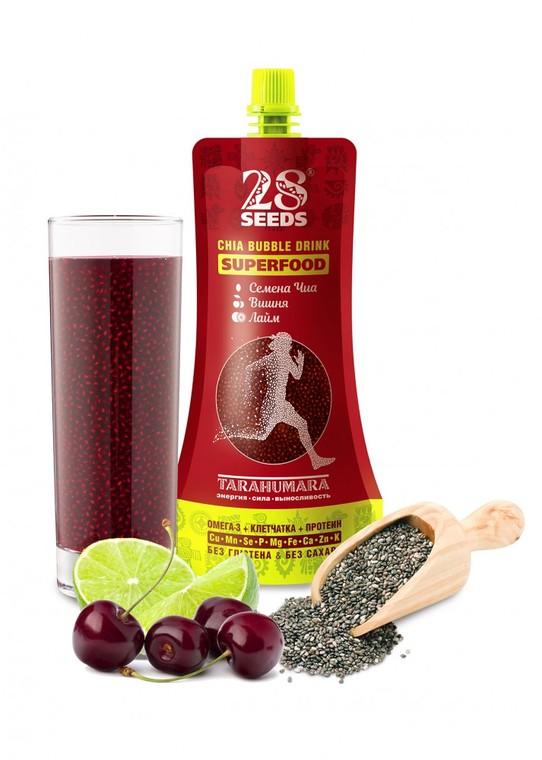 28®
SEEDS
CHIA BUBBLE DRINK
SUPERFOOD
Семена Чиа
Вишня
Лайм
TARAHUMARA
энергия • сила • выносливость
ОМЕГА-3 + КЛЕТЧАТКА + ПРОТЕИН
Cu • Mn • Se • P • Mg • Fe • Ca • Zn • K
БЕЗ ГЛЮТЕНА & БЕЗ САХАРА